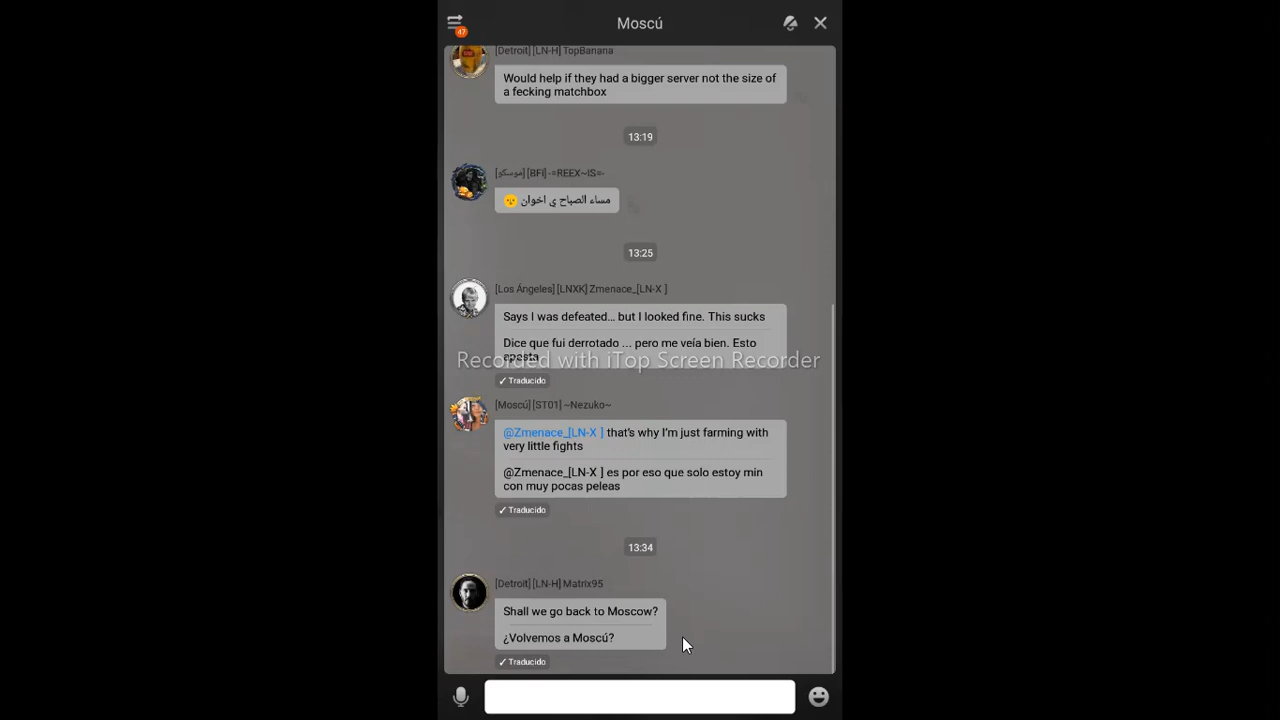 Moscú
47
[Detroit] [LN-H] TopBanana
Would help if they had a bigger server not the size of
a fecking matchbox
13:19
[موسكو] [BFI] -=REEX~IS=-
مساء الصباح ي اخوان
13:25
[Los Ángeles] [LNXK] Zmenace_[LN-X ]
Says I was defeated... but I looked fine. This sucks
Dice que fui derrotado ... pero me veía bien. Esto
apesta
Recorded with iTop Screen Recorder
✓ Traducido
[Moscú] [ST01] ~Nezuko~
@Zmenace_[LN-X ] that's why I'm just farming with
very little fights
@Zmenace_[LN-X ] es por eso que solo estoy min
con muy pocas peleas
✓ Traducido
13:34
[Detroit] [LN-H] Matrix95
Shall we go back to Moscow?
¿Volvemos a Moscú?
✓ Traducido